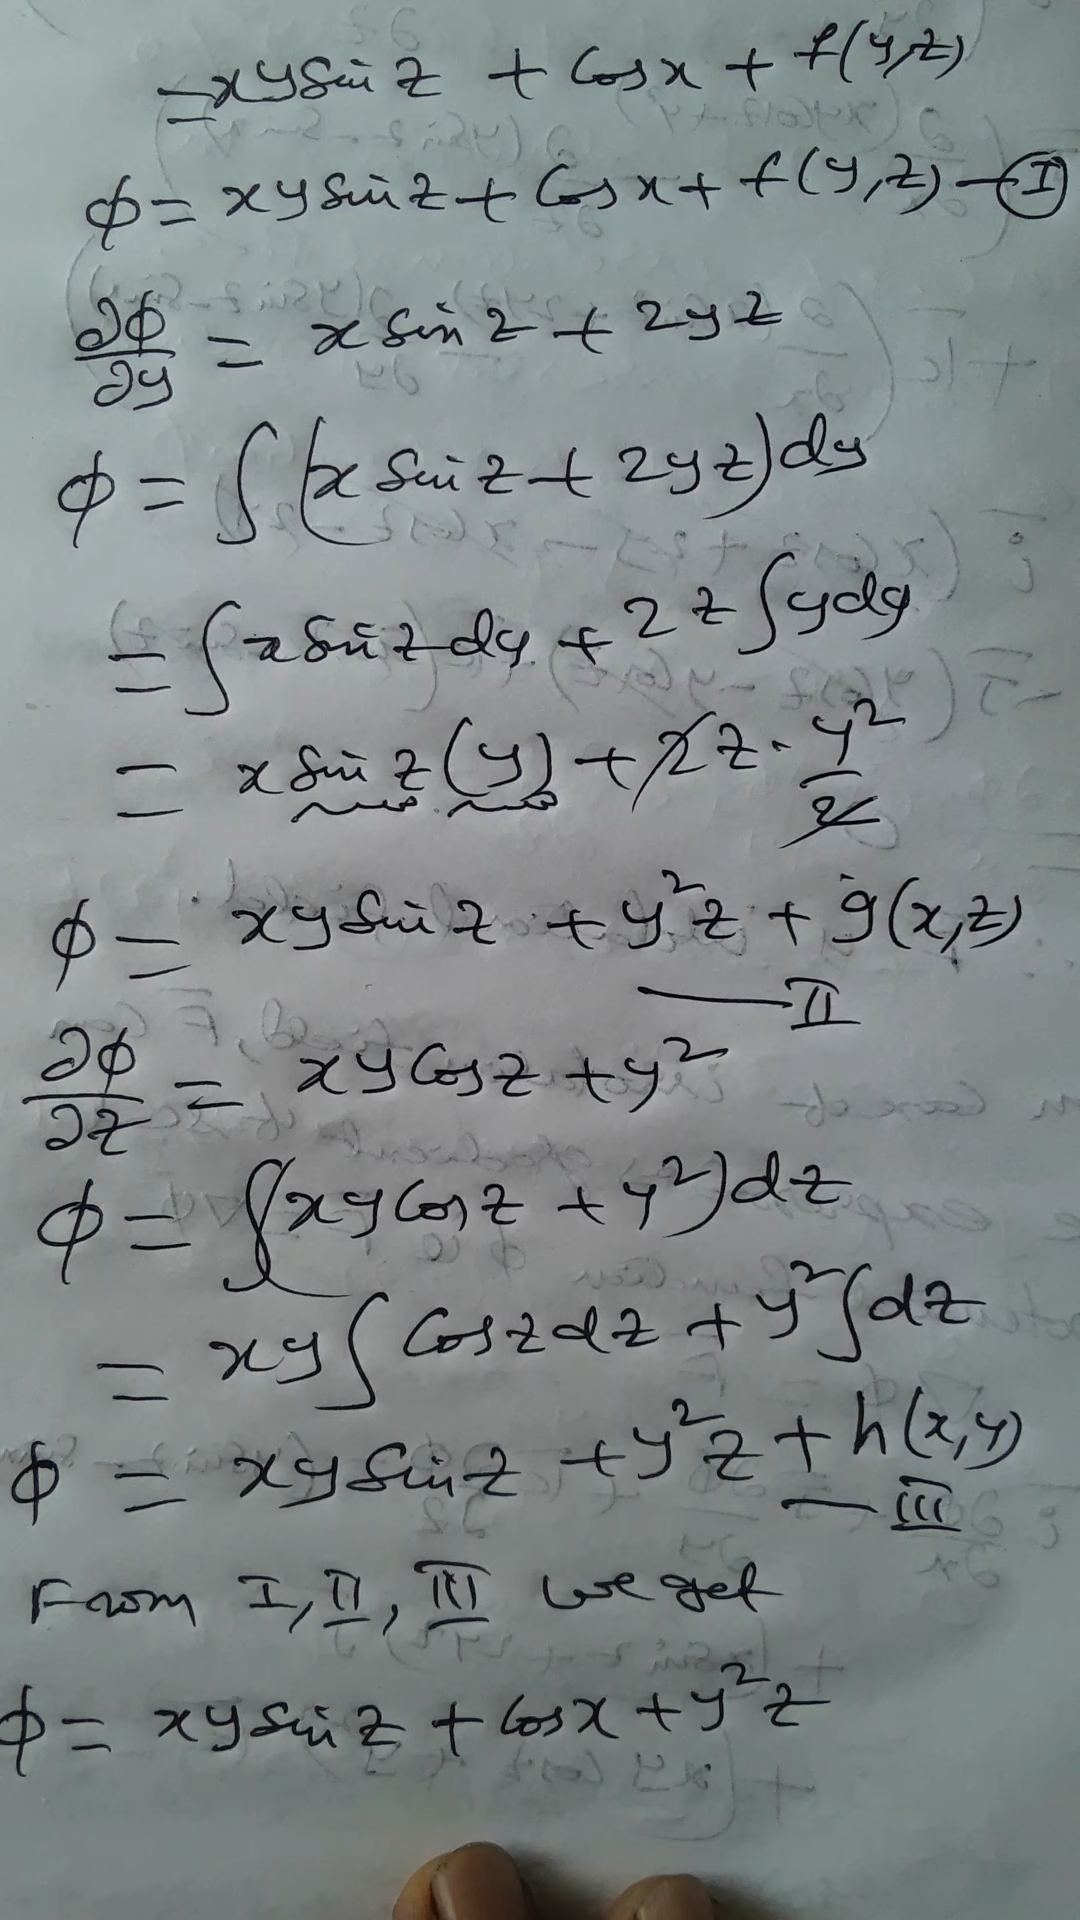 = xy sin z + cos x + f(y,z)
ϕ = xy sin z + cos x + f(y,z) — I
∂ϕ/∂y = x sin z + 2yz
ϕ = ∫(x sin z + 2yz)dy
= ∫x sin z dy + 2z ∫y dy
= x sin z (y) + 2z · y²/2
ϕ = xy sin z + y²z + g(x,z)
— II
∂ϕ/∂z = xy cos z + y²
ϕ = ∫(xy cos z + y²)dz
= xy ∫ cos z dz + y² ∫dz
ϕ = xy sin z + y²z + h(x,y)
— III
From I, II, III we get
ϕ = xy sin z + cos x + y²z